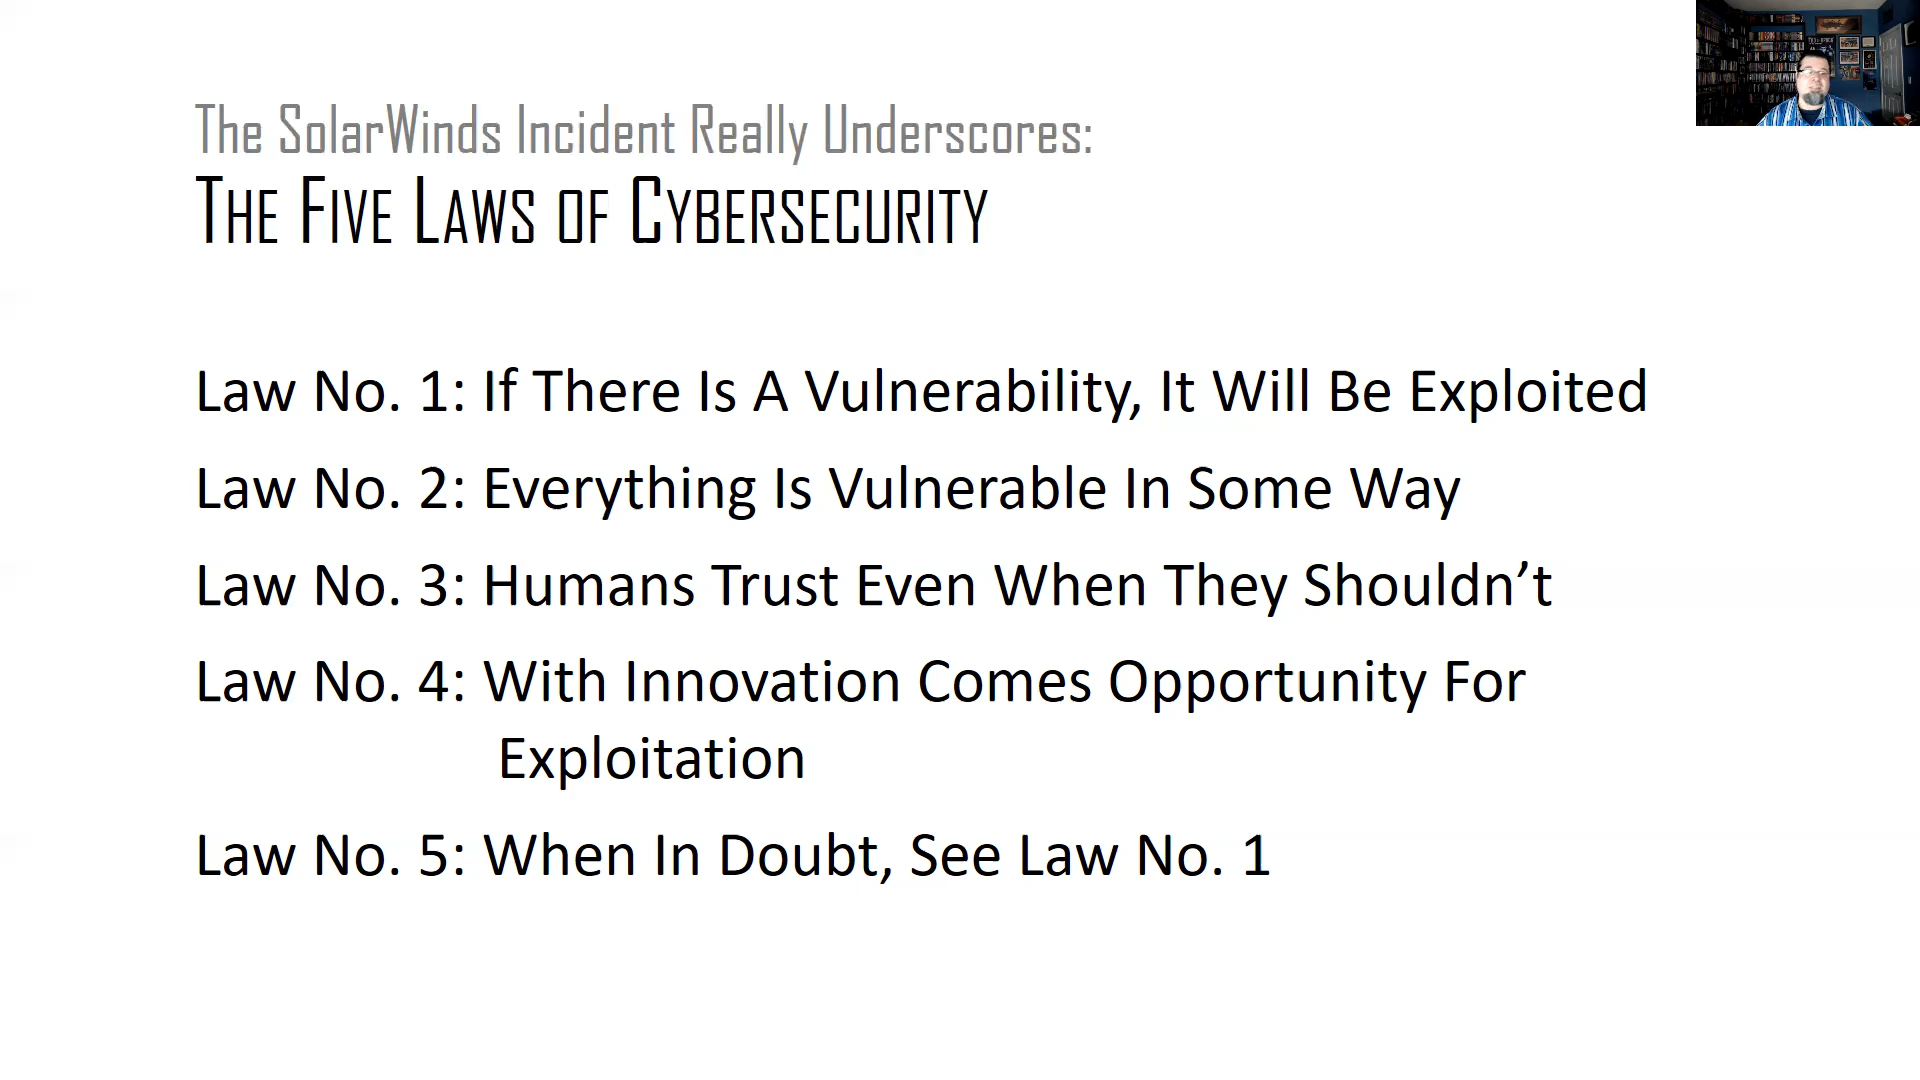 The SolarWinds Incident Really Underscores:
The Five Laws of Cybersecurity
Law No. 1: If There Is A Vulnerability, It Will Be Exploited
Law No. 2: Everything Is Vulnerable In Some Way
Law No. 3: Humans Trust Even When They Shouldn’t
Law No. 4: With Innovation Comes Opportunity For
Exploitation
Law No. 5: When In Doubt, See Law No. 1